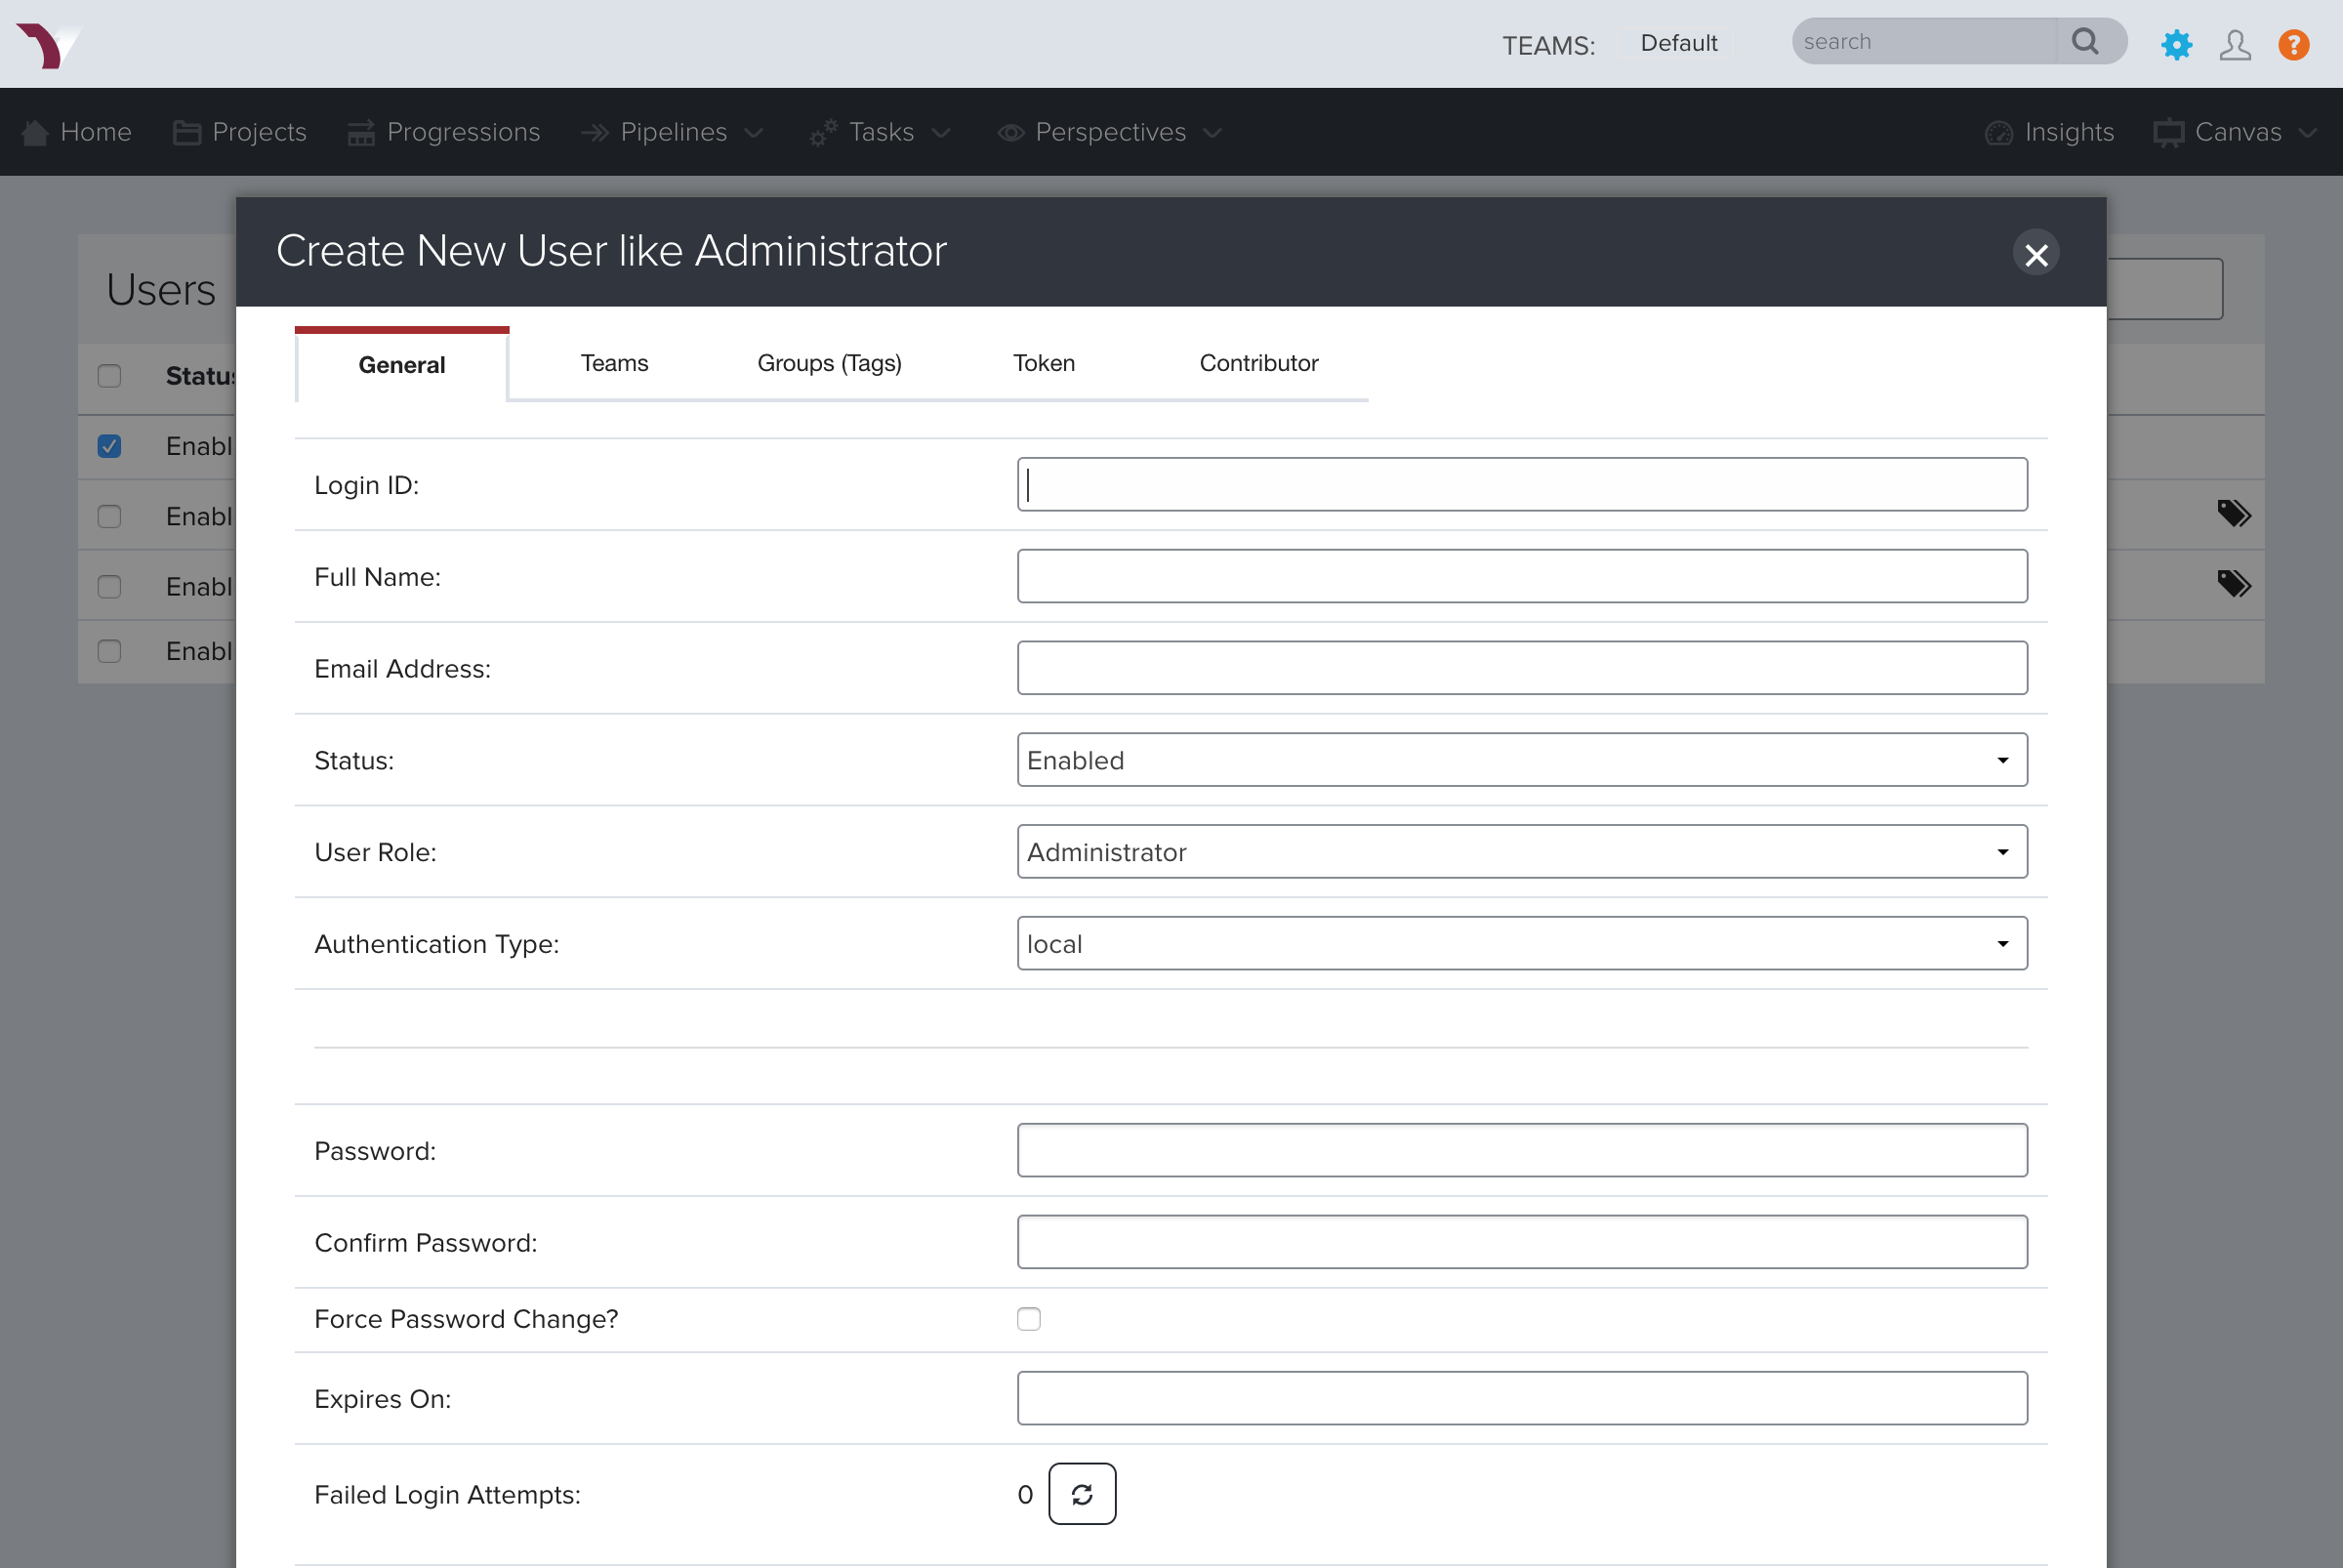 TEAMS: Default search ?
Home Projects Progressions Pipelines Tasks Perspectives Insights Canvas
Users
Create New User like Administrator
General Teams Groups (Tags) Token Contributor
Status
Enabl
Enabl
Enabl
Enabl
Login ID:
Full Name:
Email Address:
Status: Enabled
User Role: Administrator
Authentication Type: local
Password:
Confirm Password:
Force Password Change?
Expires On:
Failed Login Attempts: 0